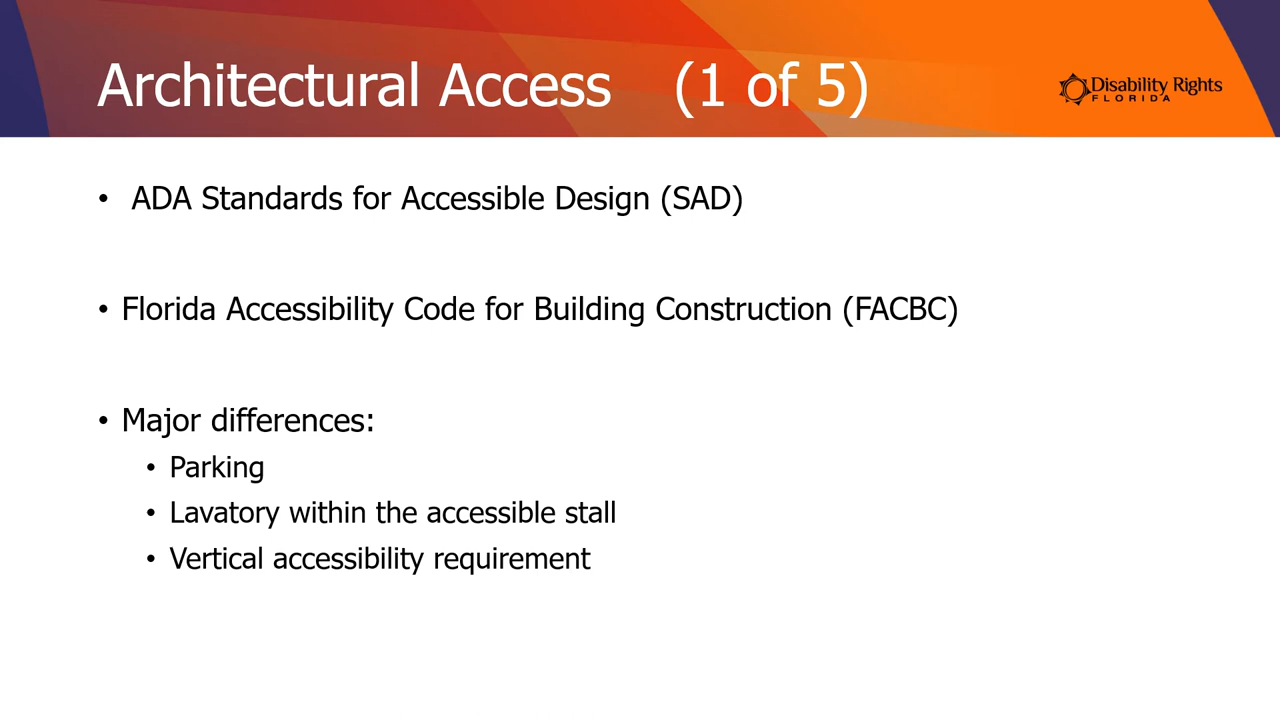 Architectural Access (1 of 5)
Disability Rights
FLORIDA
• ADA Standards for Accessible Design (SAD)
• Florida Accessibility Code for Building Construction (FACBC)
• Major differences:
• Parking
• Lavatory within the accessible stall
• Vertical accessibility requirement